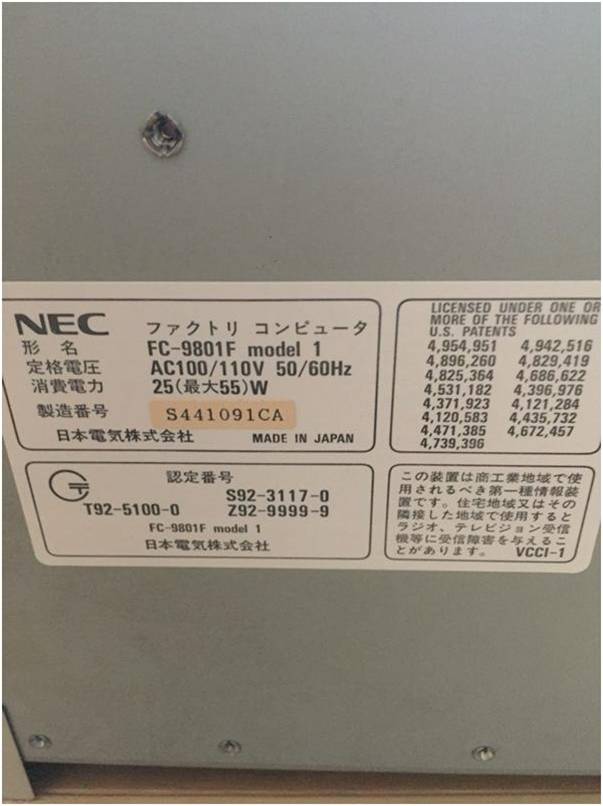 NEC ファクトリ コンピュータ
形名 FC-9801F model 1
定格電圧 AC100/110V 50/60Hz
消費電力 25(最大55)W
製造番号 S441091CA
日本電気株式会社 MADE IN JAPAN
LICENSED UNDER ONE OR
MORE OF THE FOLLOWING
U.S. PATENTS
4,954,951 4,942,516
4,896,260 4,829,419
4,825,364 4,686,622
4,531,182 4,396,976
4,371,923 4,121,284
4,120,583 4,435,732
4,471,385 4,672,457
4,739,396
認定番号
S92-3117-0
T92-5100-0 Z92-9999-9
FC-9801F model 1
日本電気株式会社
この装置は商工業地域で使
用されるべき第一種情報装
置です。住宅地域又はその
隣接した地域で使用すると
ラジオ、テレビジョン受信
機等に受信障害を与えるこ
とがあります。 VCCI-1